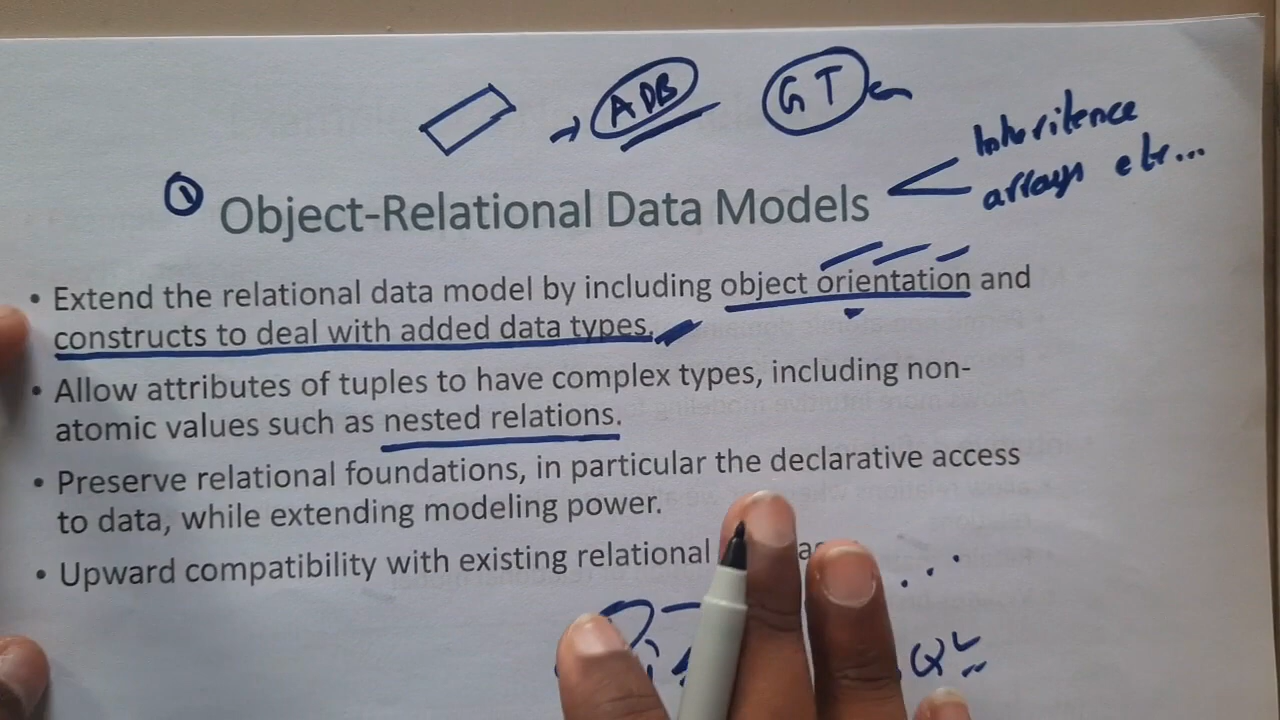 ADB GT
Inheritence
arrays etc...
① Object-Relational Data Models
• Extend the relational data model by including object orientation and
constructs to deal with added data types.
• Allow attributes of tuples to have complex types, including non-
atomic values such as nested relations.
• Preserve relational foundations, in particular the declarative access
to data, while extending modeling power.
• Upward compatibility with existing relational